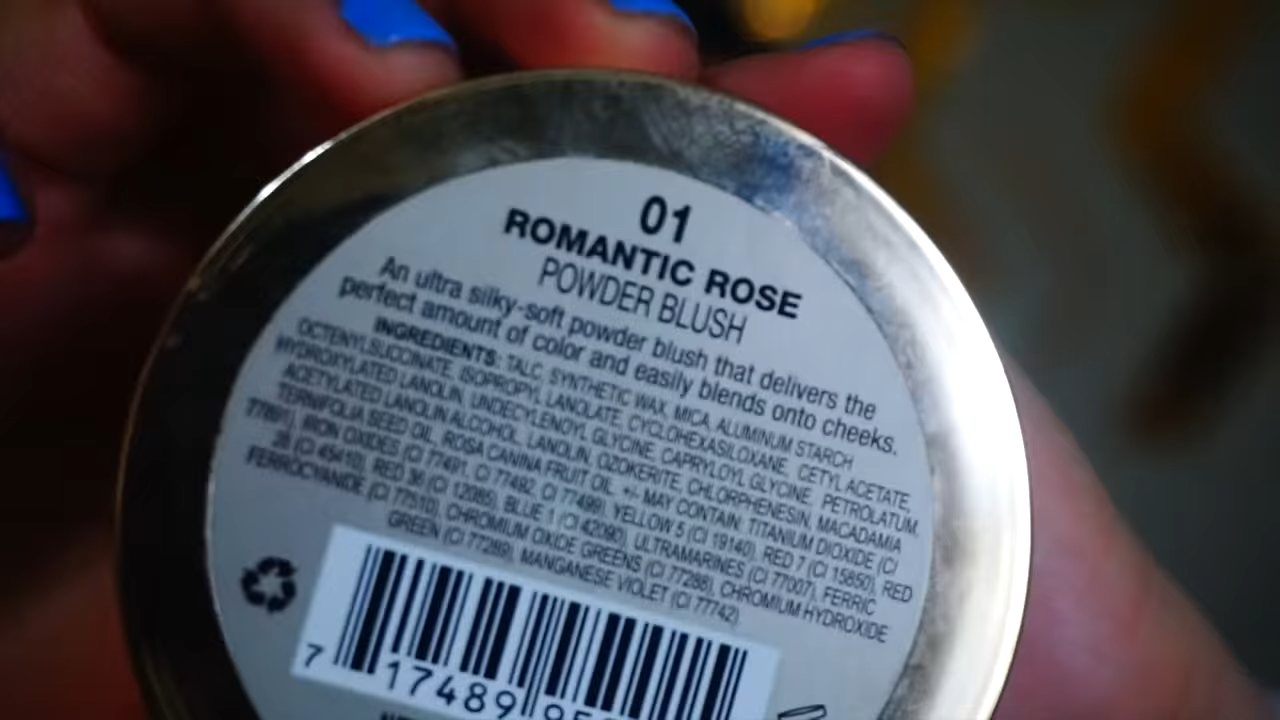 01
ROMANTIC ROSE
POWDER BLUSH
An ultra silky-soft powder blush that delivers the
perfect amount of color and easily blends onto cheeks.
INGREDIENTS: TALC, SYNTHETIC WAX, MICA, ALUMINUM STARCH
OCTENYLSUCCINATE, ISOPROPYL LANOLATE, CYCLOHEXASILOXANE, CETYL ACETATE,
HYDROXYLATED LANOLIN, UNDECYLENOYL GLYCINE, CAPRYLOYL GLYCINE, PETROLATUM,
ACETYLATED LANOLIN ALCOHOL, LANOLIN, OZOKERITE, CHLORPHENESIN, MACADAMIA
TERNIFOLIA SEED OIL, ROSA CANINA FRUIT OIL. +/- MAY CONTAIN: TITANIUM DIOXIDE (CI
77891), IRON OXIDES (CI 77491, CI 77492, CI 77499), YELLOW 5 (CI 19140), RED 7 (CI 15850), RED
28 (CI 45410), RED 36 (CI 12085), BLUE 1 (CI 42090), ULTRAMARINES (CI 77007), FERRIC
FERROCYANIDE (CI 77510), CHROMIUM OXIDE GREENS (CI 77288), CHROMIUM HYDROXIDE
GREEN (CI 77289), MANGANESE VIOLET (CI 77742).
7 17489 95